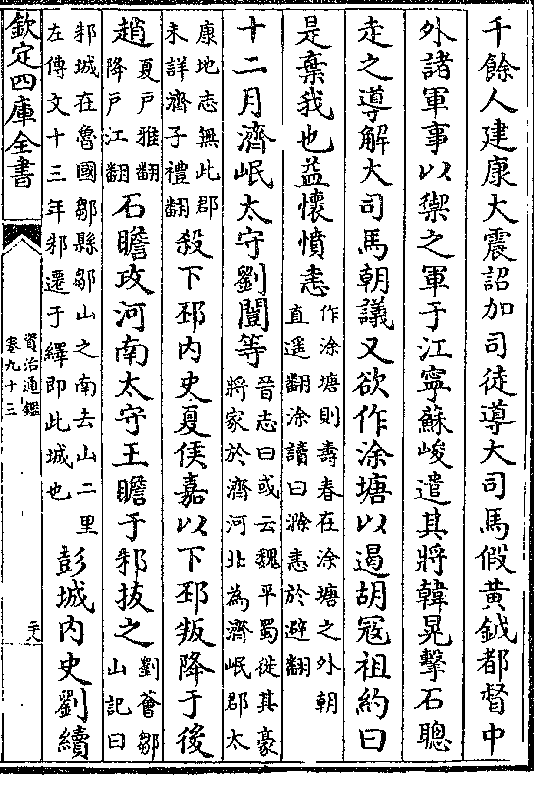 千餘人建康大震詔加司徒導大司馬假黃鉞都督中
外諸軍事以禦之軍于江寧蘇峻遣其將韓晃擊石聰
走之導解大司馬朝議又欲作涂塘以遏胡寇祖約曰
是棄我也益懷憤恚作涂塘則壽春在涂塘之外朝直遥翻涂讀曰滁恚於避翻
十二月濟岷太守劉闓等晉志曰或云魏平蜀徙其豪將家於濟河北為濟岷郡太
康地志無此郡未詳濟子禮翻殺下邳内史夏侯嘉以下邳叛降于後
趙夏戶雅翻降戶江翻石瞻攻河南太守王瞻于邾拔之劉薈鄒山記曰
邾城在魯國鄒縣鄒山之南去山二里左傳文十三年邾遷于繹即此城也彭城内史劉續
欽定四庫全書
資治通鑑
卷九十三